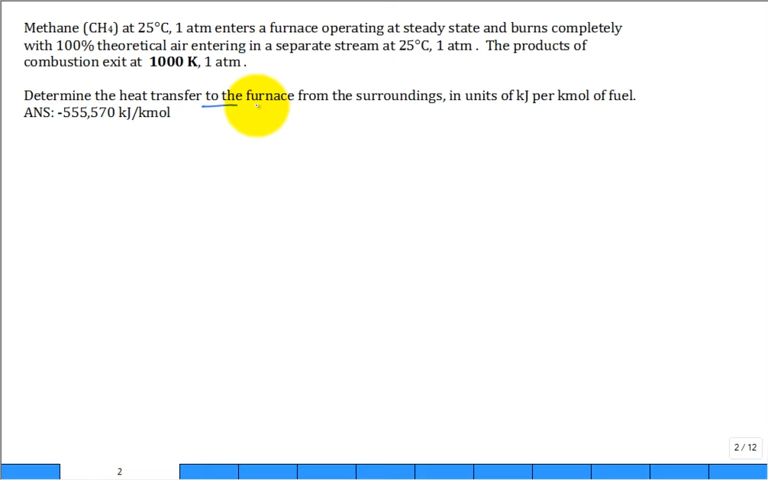 Methane (CH₄) at 25°C, 1 atm enters a furnace operating at steady state and burns completely
with 100% theoretical air entering in a separate stream at 25°C, 1 atm . The products of
combustion exit at 1000 K, 1 atm .
Determine the heat transfer to the furnace from the surroundings, in units of kJ per kmol of fuel.
ANS: -555,570 kJ/kmol
2 / 12
2